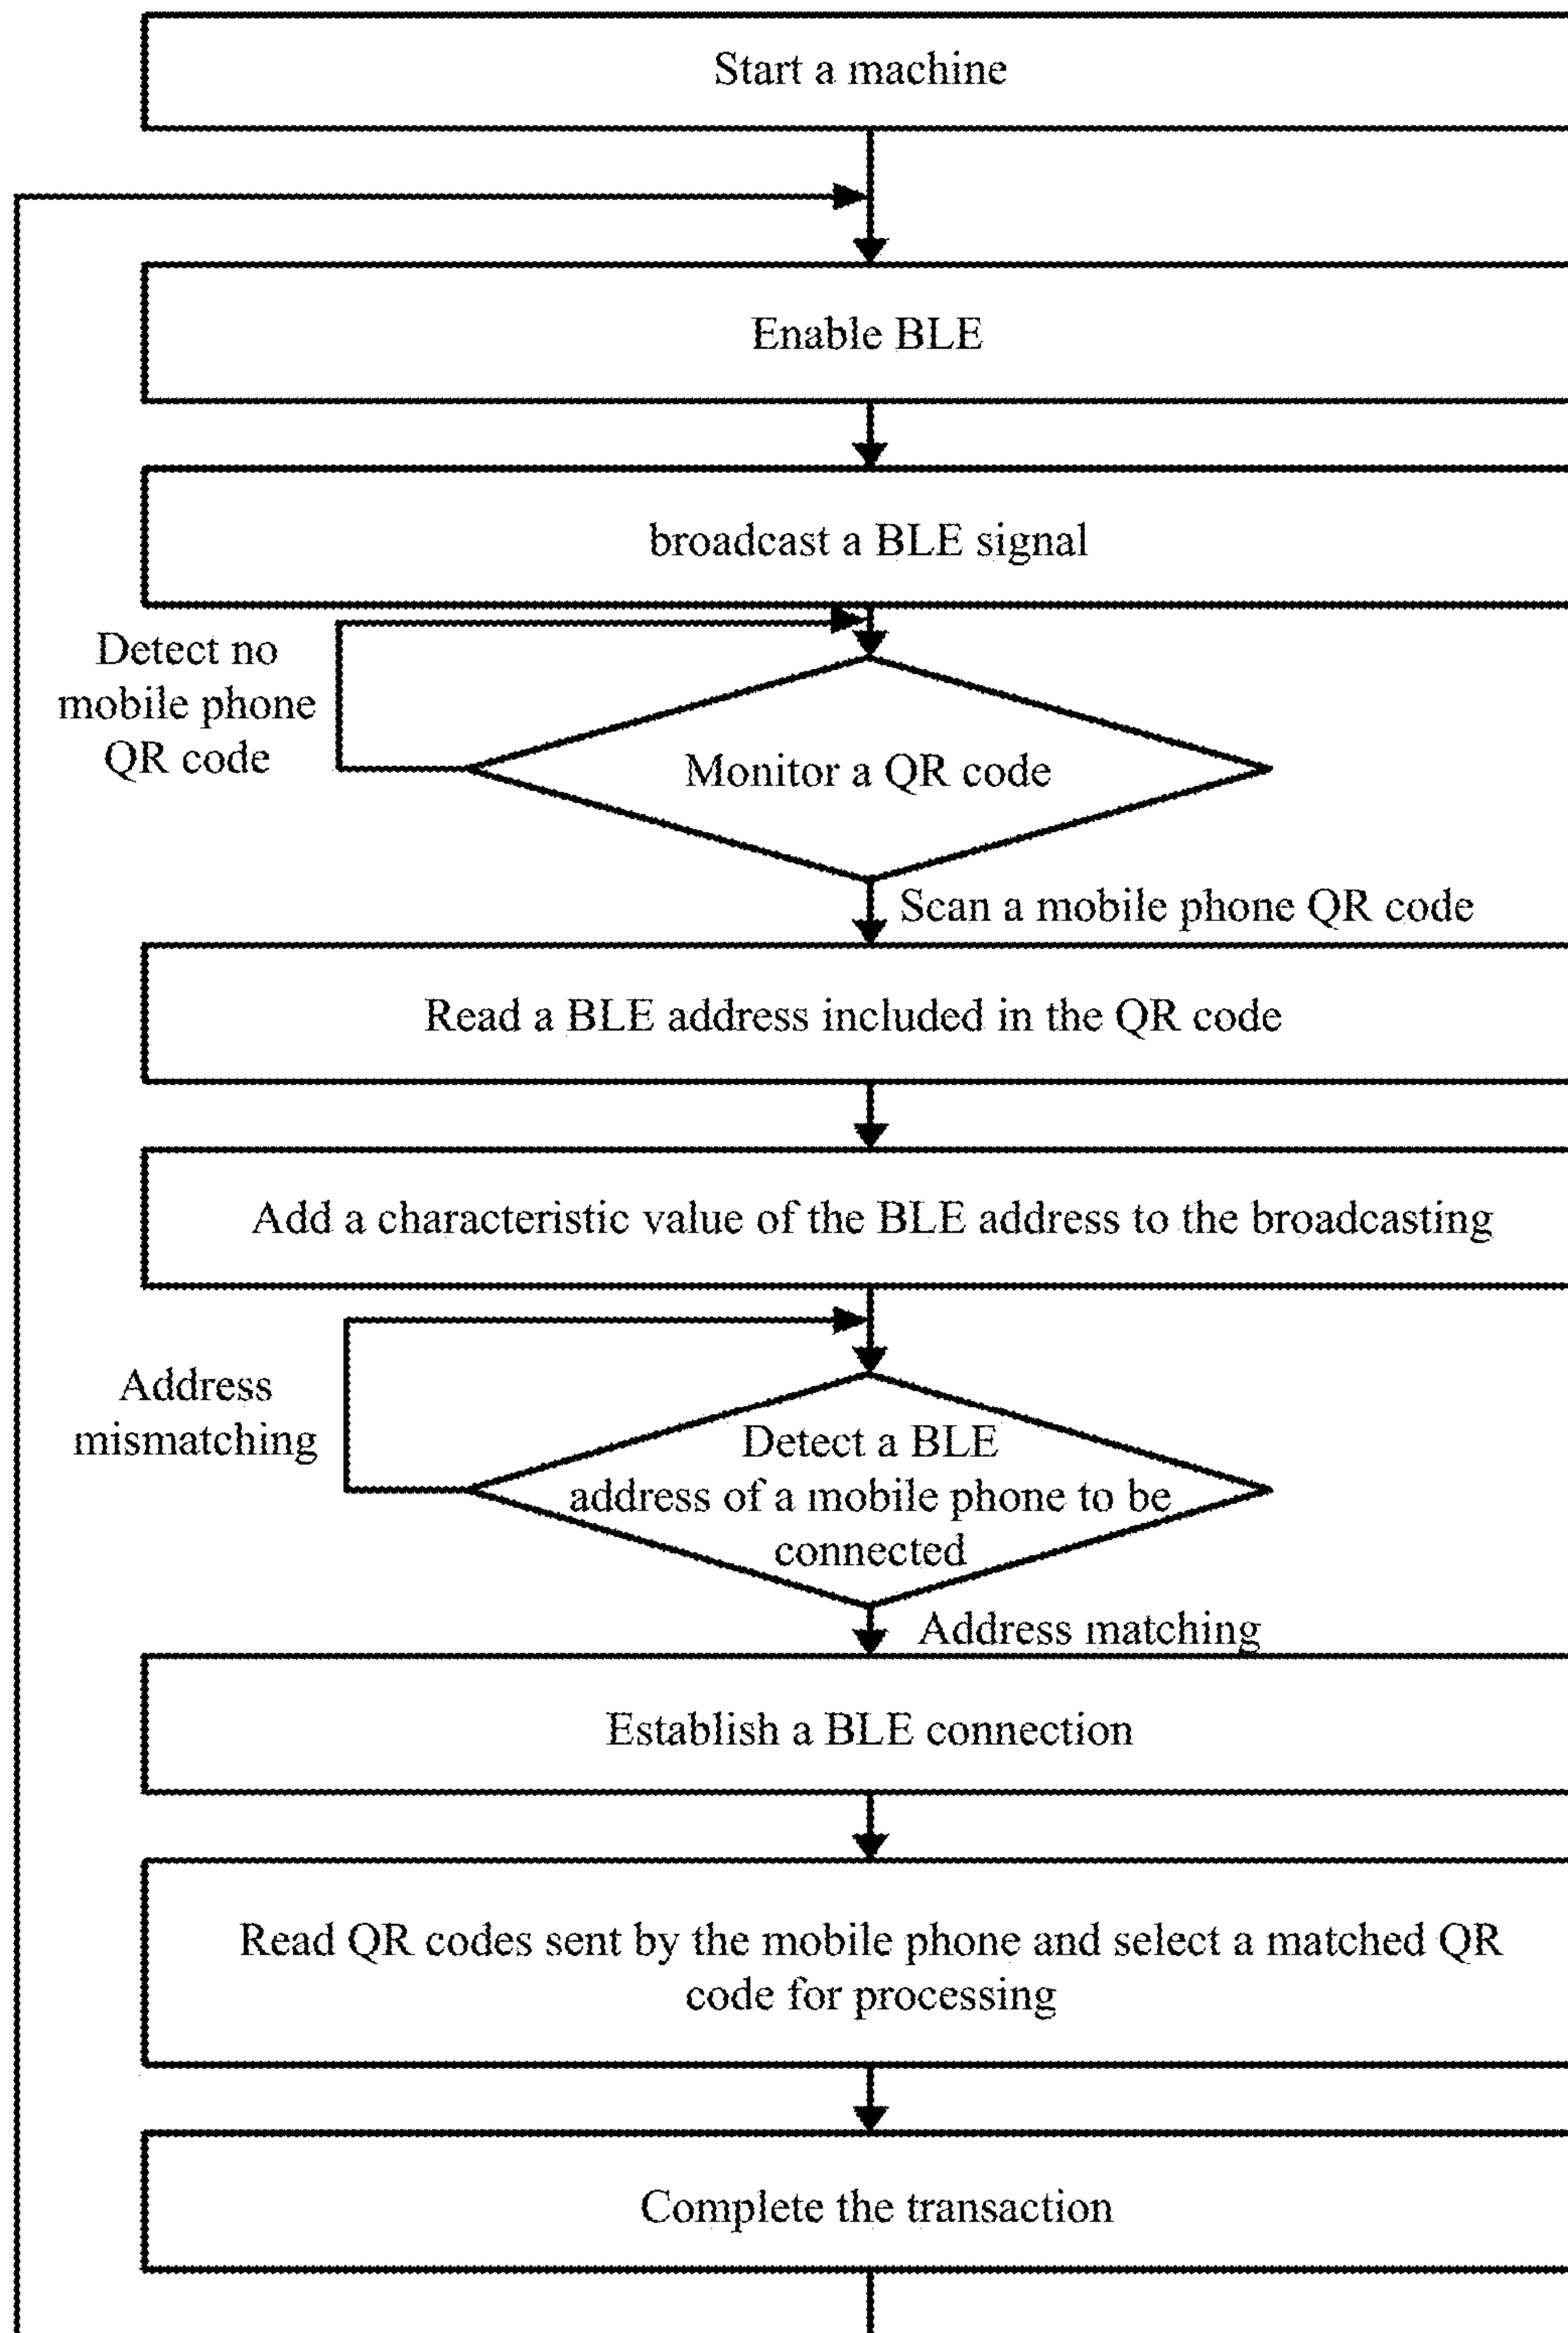 Start a machine
Enable BLE
broadcast a BLE signal
Detect no
mobile phone
QR code
Monitor a QR code
Scan a mobile phone QR code
Read a BLE address included in the QR code
Add a characteristic value of the BLE address to the broadcasting
Address
mismatching
Detect a BLE
address of a mobile phone to be
connected
Address matching
Establish a BLE connection
Read QR codes sent by the mobile phone and select a matched QR
code for processing
Complete the transaction